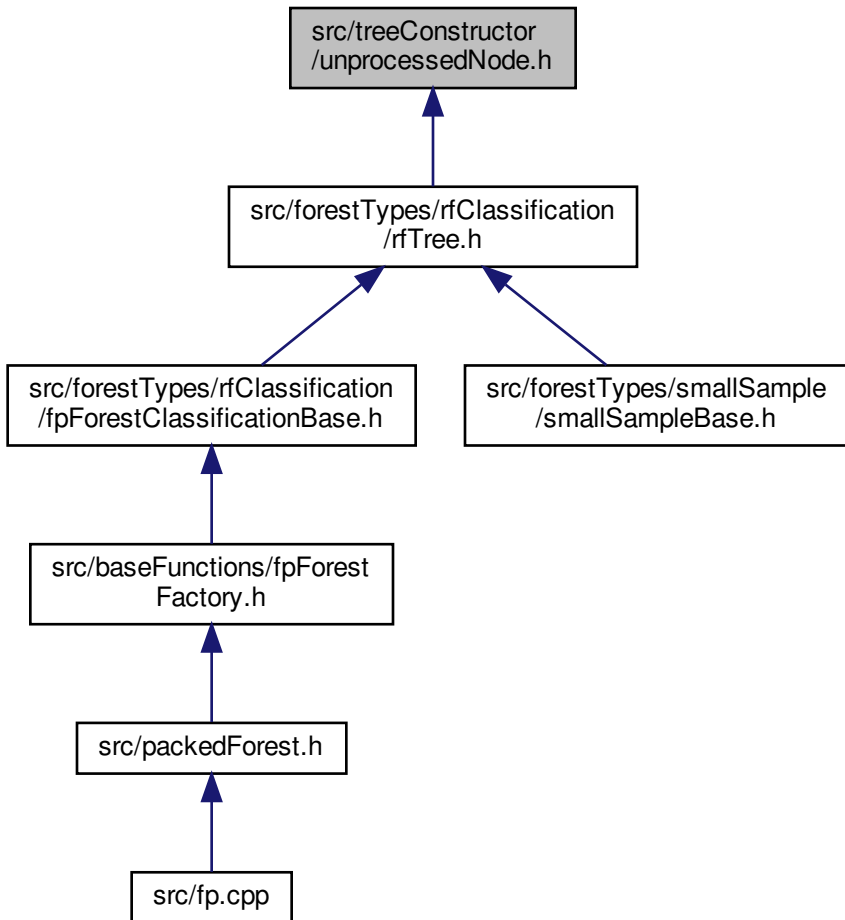 src/treeConstructor
/unprocessedNode.h
src/forestTypes/rfClassification
/rfTree.h
src/forestTypes/rfClassification
/fpForestClassificationBase.h
src/forestTypes/smallSample
/smallSampleBase.h
src/baseFunctions/fpForest
Factory.h
src/packedForest.h
src/fp.cpp